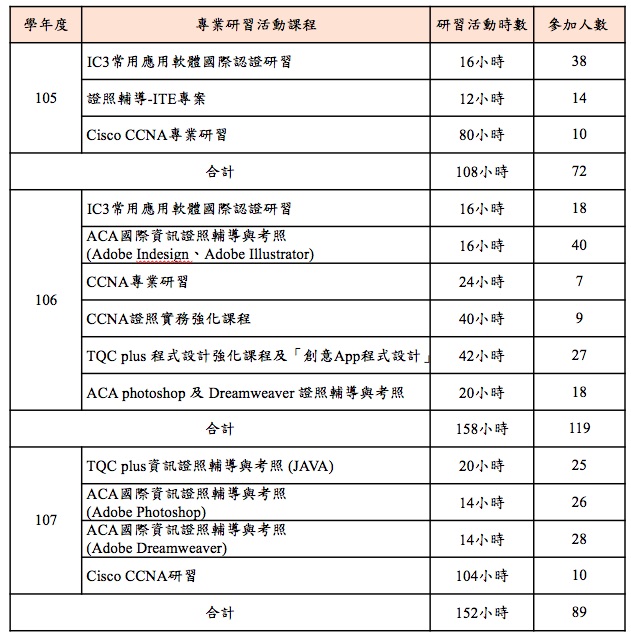 學年度 專業研習活動課程 研習活動時數 參加人數
105
IC3常用應用軟體國際認證研習 16小時 38
證照輔導-ITE專案 12小時 14
Cisco CCNA專業研習 80小時 10
合計 108小時 72
106
IC3常用應用軟體國際認證研習 16小時 18
ACA國際資訊證照輔導與考照
(Adobe Indesign、Adobe Illustrator) 16小時 40
CCNA專業研習 24小時 7
CCNA證照實務強化課程 40小時 9
TQC plus 程式設計強化課程及「創意App程式設計」 42小時 27
ACA photoshop 及 Dreamweaver 證照輔導與考照 20小時 18
合計 158小時 119
107
TQC plus資訊證照輔導與考照 (JAVA) 20小時 25
ACA國際資訊證照輔導與考照
(Adobe Photoshop) 14小時 26
ACA國際資訊證照輔導與考照
(Adobe Dreamweaver) 14小時 28
Cisco CCNA研習 104小時 10
合計 152小時 89